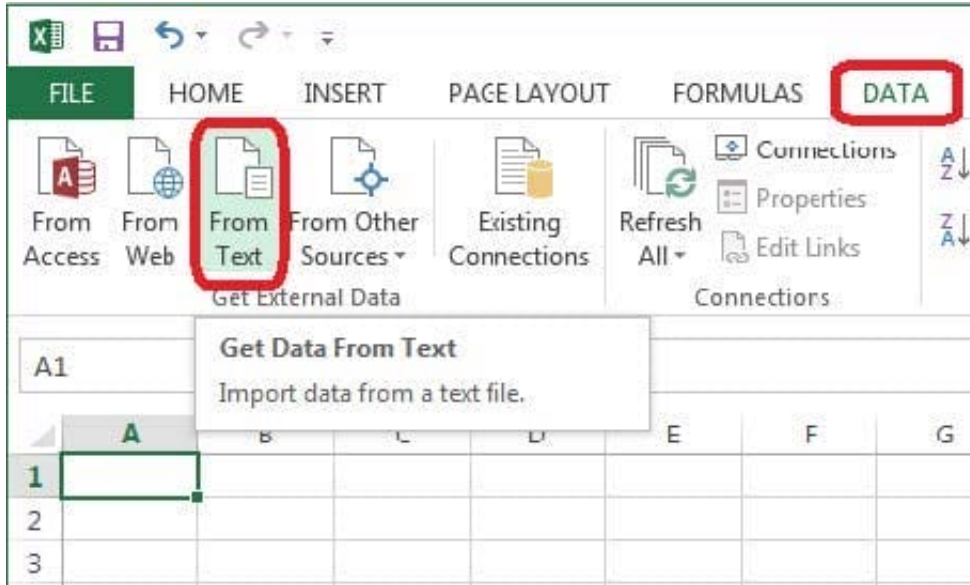 FILE HOME INSERT PAGE LAYOUT FORMULAS DATA
From Access
From Web
From Text
From Other Sources
Existing Connections
Refresh All
Connections
Properties
Edit Links
A Z
Z A
Get External Data
Connections
A1
Get Data From Text
Import data from a text file.
A E F G
1
2
3